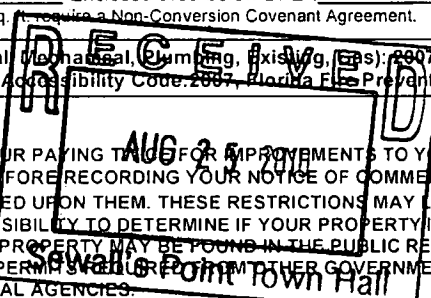 q. ft. require a Non-Conversion Covenant Agreement.
al, Mechanical, Plumbing, Existing, Gas): 2007
Accessibility Code: 2007, Florida Fire Prevent
RECEIVED
AUG 25 2010
UR PAYING TWICE FOR IMPROVEMENTS TO Y
FORE RECORDING YOUR NOTICE OF COMME
ED UPON THEM. THESE RESTRICTIONS MAY L
SIBILITY TO DETERMINE IF YOUR PROPERTY I
PROPERTY MAY BE FOUND IN THE PUBLIC RE
PERMITS REQUIRED FROM OTHER GOVERNME
AL AGENCIES.
Sewall's Point Town Hall